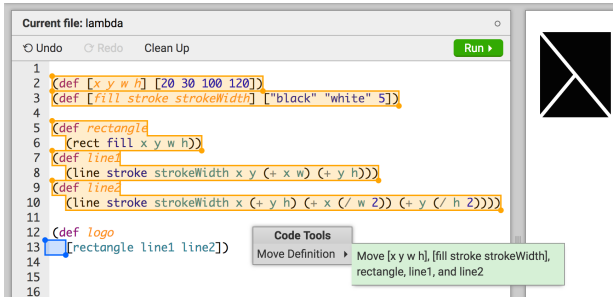 Current file: lambda
Undo Redo Clean Up Run
1
2 (def [x y w h] [20 30 100 120])
3 (def [fill stroke strokeWidth] ["black" "white" 5])
4
5 (def rectangle
6 (rect fill x y w h))
7 (def line1
8 (line stroke strokeWidth x y (+ x w) (+ y h)))
9 (def line2
10 (line stroke strokeWidth x (+ y h) (+ x (/ w 2)) (+ y (/ h 2))))
11
12 (def logo
13 [rectangle line1 line2])
14
15
16
Code Tools
Move Definition
Move [x y w h], [fill stroke strokeWidth],
rectangle, line1, and line2